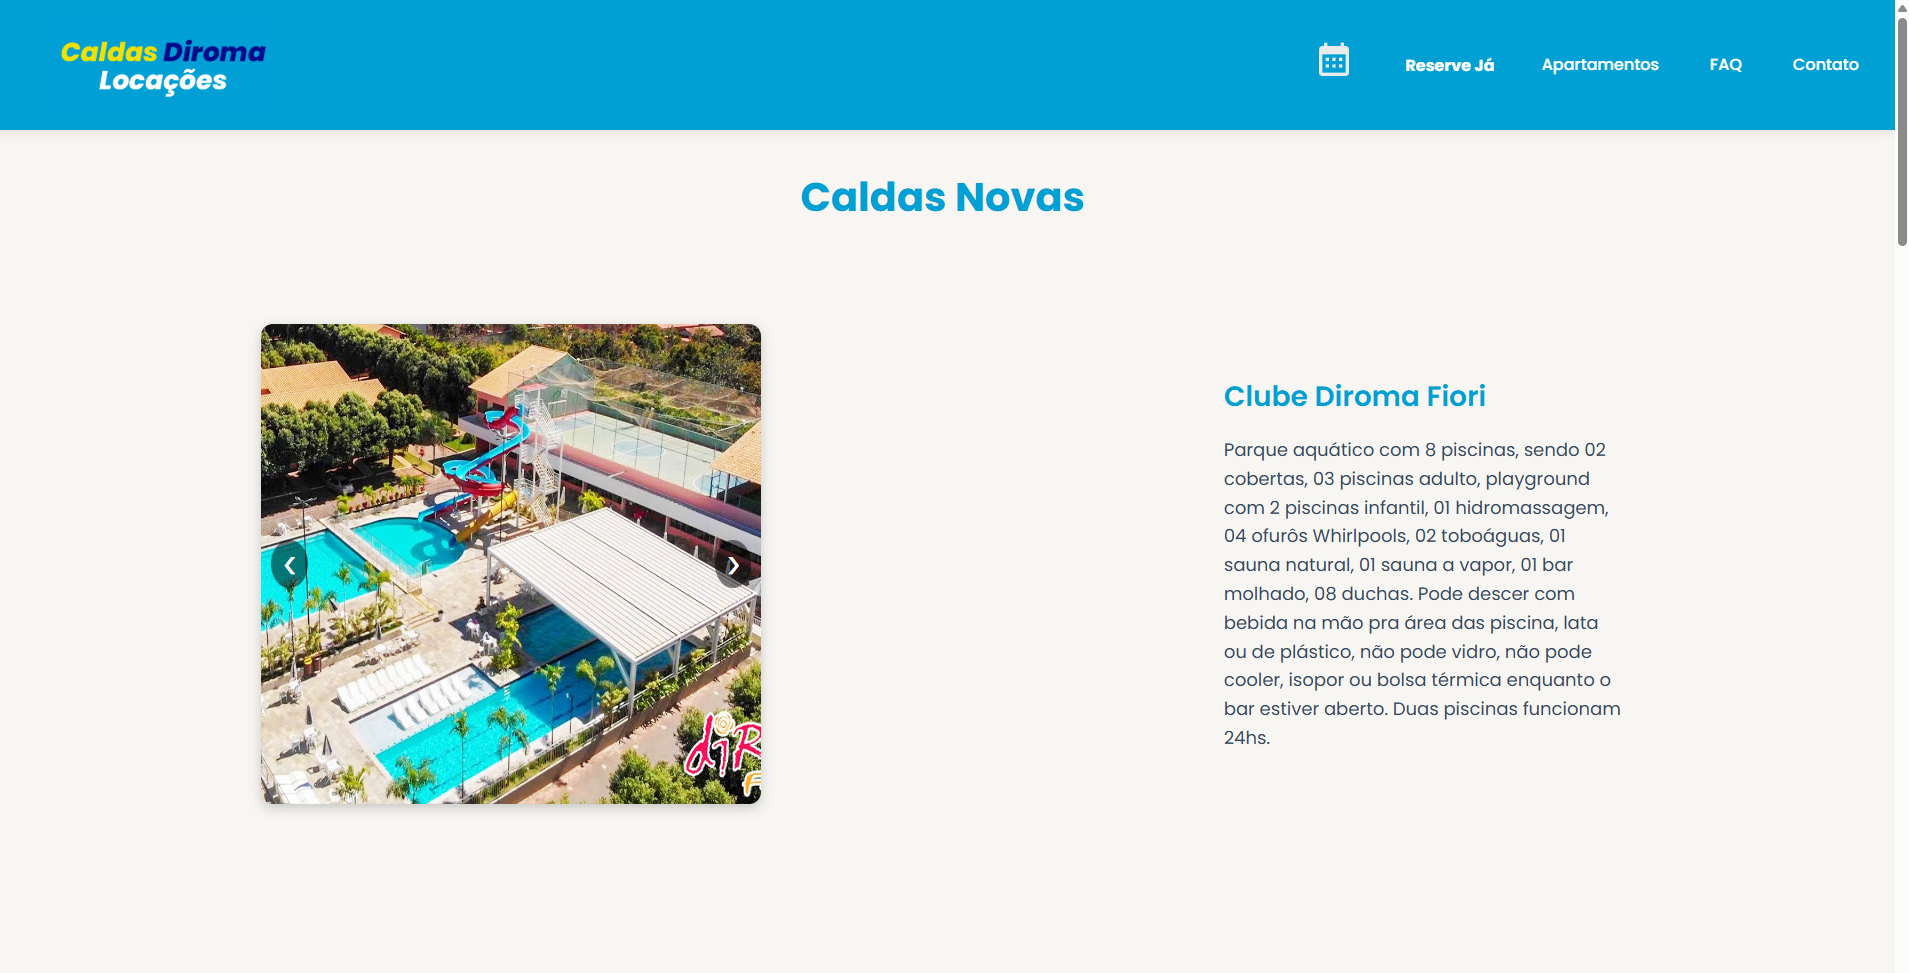 Caldas Diroma
Locações
Reserve Já
Apartamentos
FAQ
Contato
Caldas Novas
Clube Diroma Fiori
Parque aquático com 8 piscinas, sendo 02
cobertas, 03 piscinas adulto, playground
com 2 piscinas infantil, 01 hidromassagem,
04 ofurôs Whirlpools, 02 toboáguas, 01
sauna natural, 01 sauna a vapor, 01 bar
molhado, 08 duchas. Pode descer com
bebida na mão pra área das piscina, lata
ou de plástico, não pode vidro, não pode
cooler, isopor ou bolsa térmica enquanto o
bar estiver aberto. Duas piscinas funcionam
24hs.
diR
F